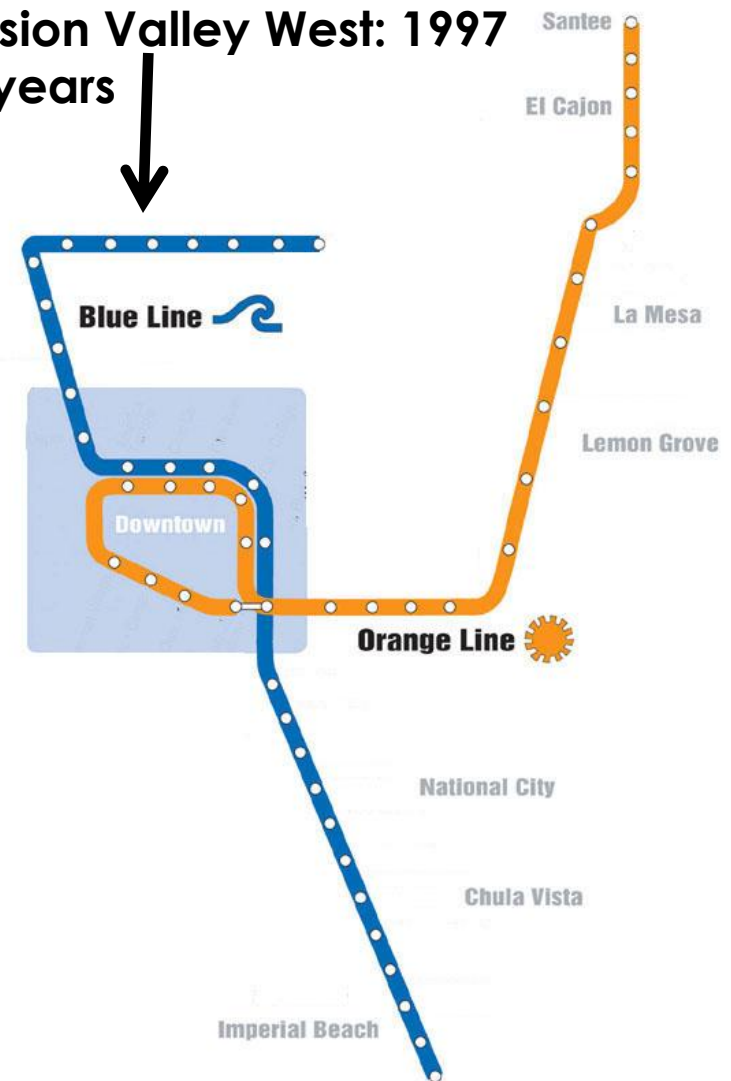 sion Valley West: 1997
years
Santee
El Cajon
Blue Line
La Mesa
Lemon Grove
Downtown
Orange Line
National City
Chula Vista
Imperial Beach